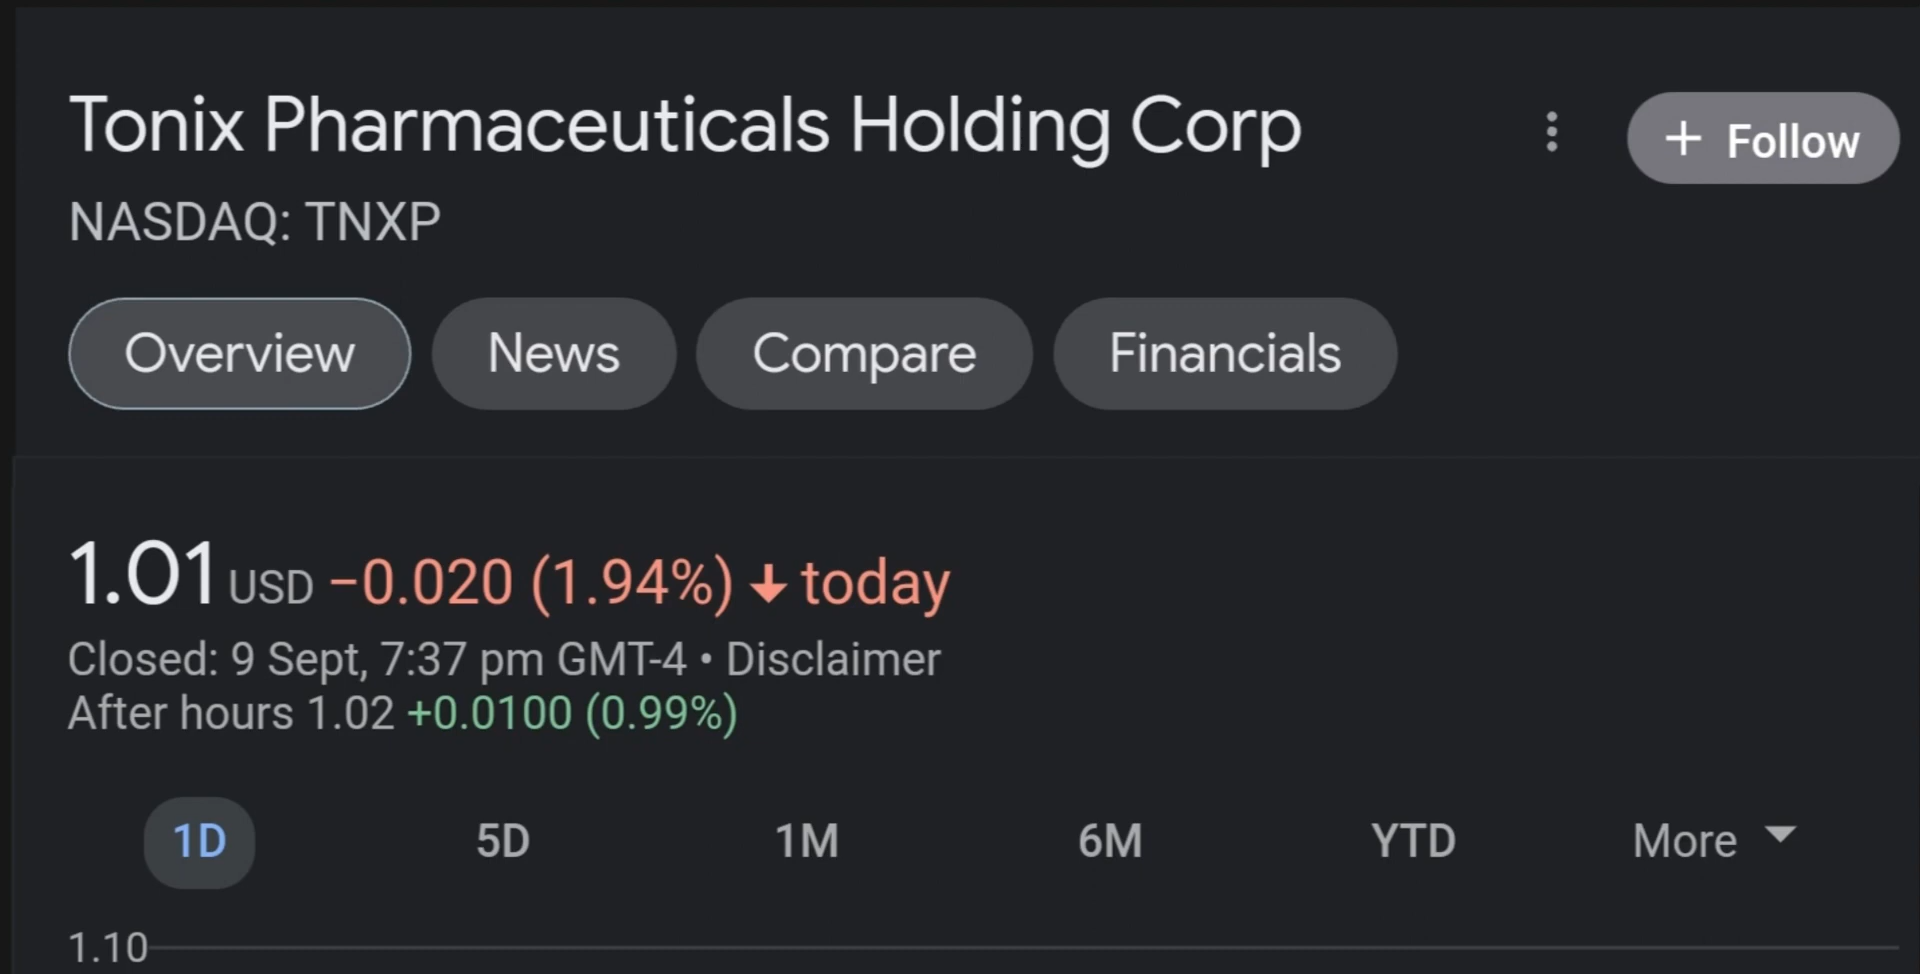 Tonix Pharmaceuticals Holding Corp
+ Follow
NASDAQ: TNXP
Overview News Compare Financials
1.01 USD −0.020 (1.94%) ↓ today
Closed: 9 Sept, 7:37 pm GMT-4 • Disclaimer
After hours 1.02 +0.0100 (0.99%)
1D 5D 1M 6M YTD More
1.10